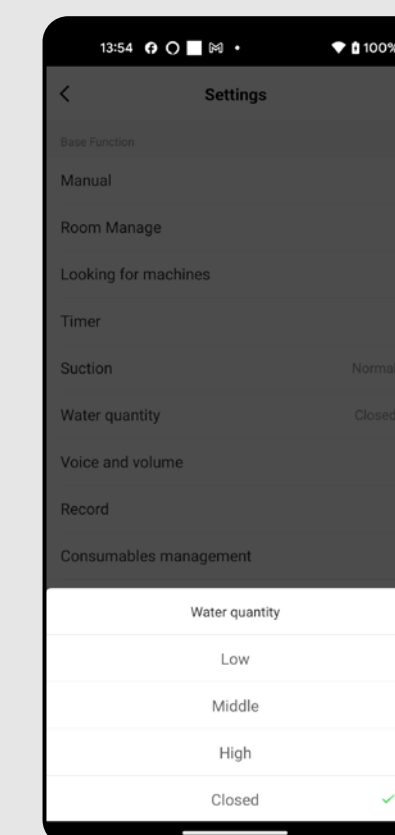 13:54 100%
Settings
Base Function
Manual
Room Manage
Looking for machines
Timer
Suction Normal
Water quantity Closed
Voice and volume
Record
Consumables management
Water quantity
Low
Middle
High
Closed